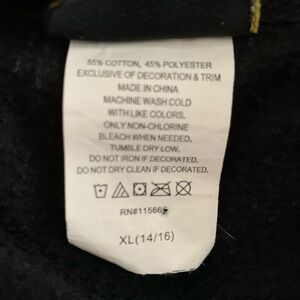 55% COTTON, 45% POLYESTER
EXCLUSIVE OF DECORATION & TRIM
MADE IN CHINA
MACHINE WASH COLD
WITH LIKE COLORS,
ONLY NON-CHLORINE
BLEACH WHEN NEEDED,
TUMBLE DRY LOW,
DO NOT IRON IF DECORATED,
DO NOT DRY CLEAN IF DECORATED,
XL(14/16)